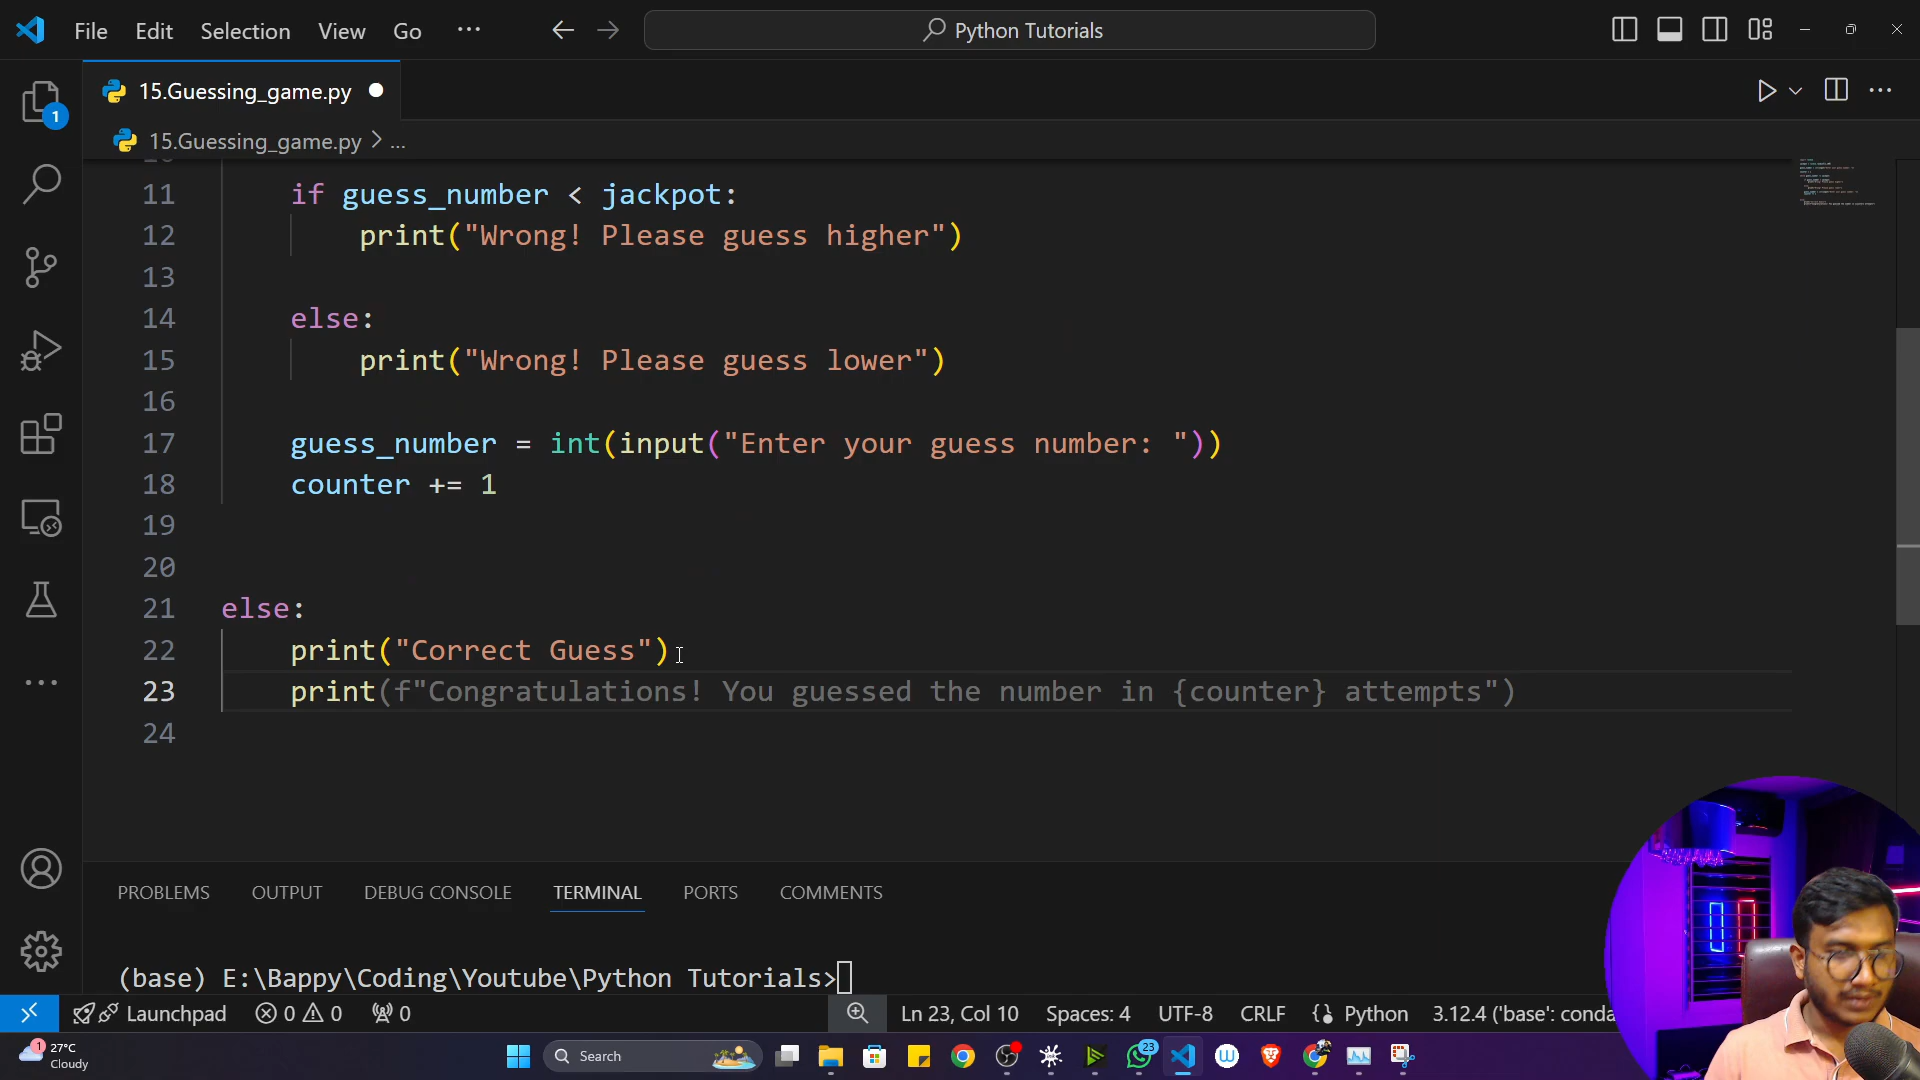 File Edit Selection View Go ...
Python Tutorials
15.Guessing_game.py
1
15.Guessing_game.py > ...
11 if guess_number < jackpot:
12 print("Wrong! Please guess higher")
13
14 else:
15 print("Wrong! Please guess lower")
16
17 guess_number = int(input("Enter your guess number: "))
18 counter += 1
19
20
21 else:
22 print("Correct Guess")
23 print(f"Congratulations! You guessed the number in {counter} attempts")
24
PROBLEMS OUTPUT DEBUG CONSOLE TERMINAL PORTS COMMENTS
(base) E:\Bappy\Coding\Youtube\Python Tutorials>
Launchpad 0 0 0 Ln 23, Col 10 Spaces: 4 UTF-8 CRLF Python 3.12.4 ('base': conda
1 27°C
Cloudy
Search
23